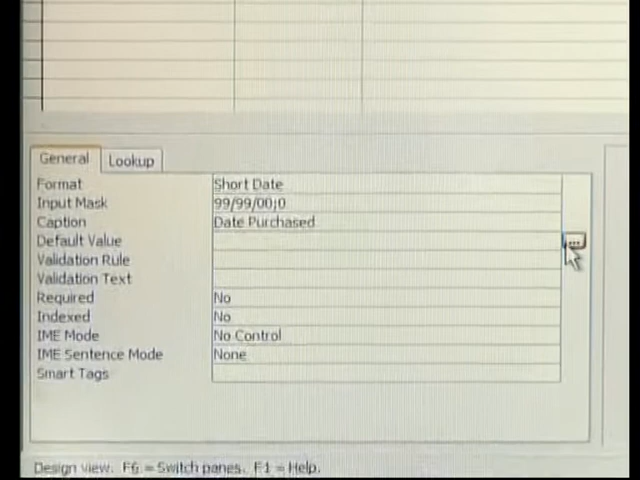 General Lookup
Format Short Date
Input Mask 99/99/00;0
Caption Date Purchased
Default Value ...
Validation Rule
Validation Text
Required No
Indexed No
IME Mode No Control
IME Sentence Mode None
Smart Tags
Design view. F6 = Switch panes. F1 = Help.